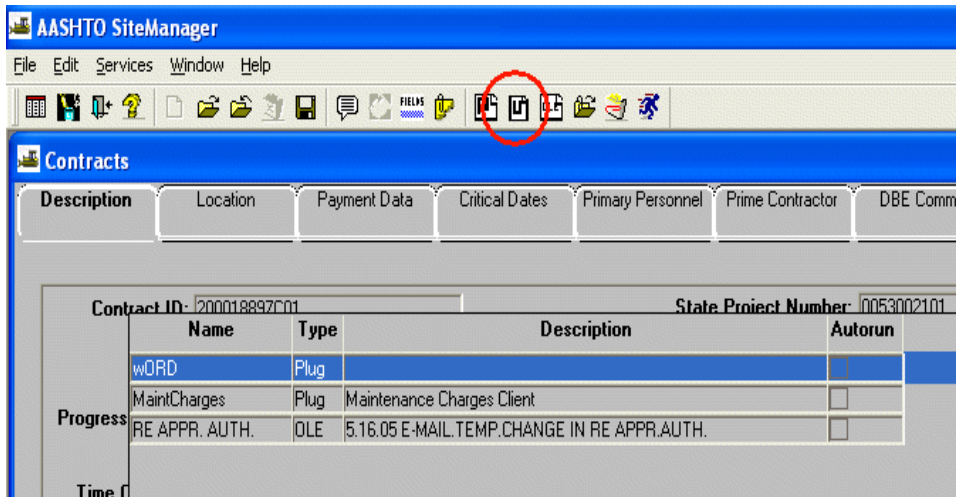 AASHTO SiteManager
File Edit Services Window Help
FIELDS
Contracts
Description Location Payment Data Critical Dates Primary Personnel Prime Contractor DBE Comm
Contract ID: 200018897C01 State Project Number: 0053002101
Name Type Description Autorun
wORD Plug
MaintCharges Plug Maintenance Charges Client
Progress
RE APPR. AUTH. OLE 5.16.05 E-MAIL.TEMP.CHANGE IN RE APPR.AUTH.
Time